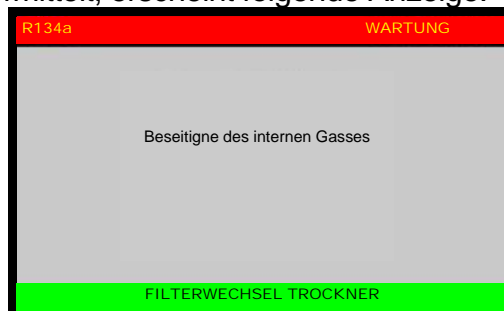 erscheint folgende Anzeige:
R134a WARTUNG
Beseitigne des internen Gasses
FILTERWECHSEL TROCKNER